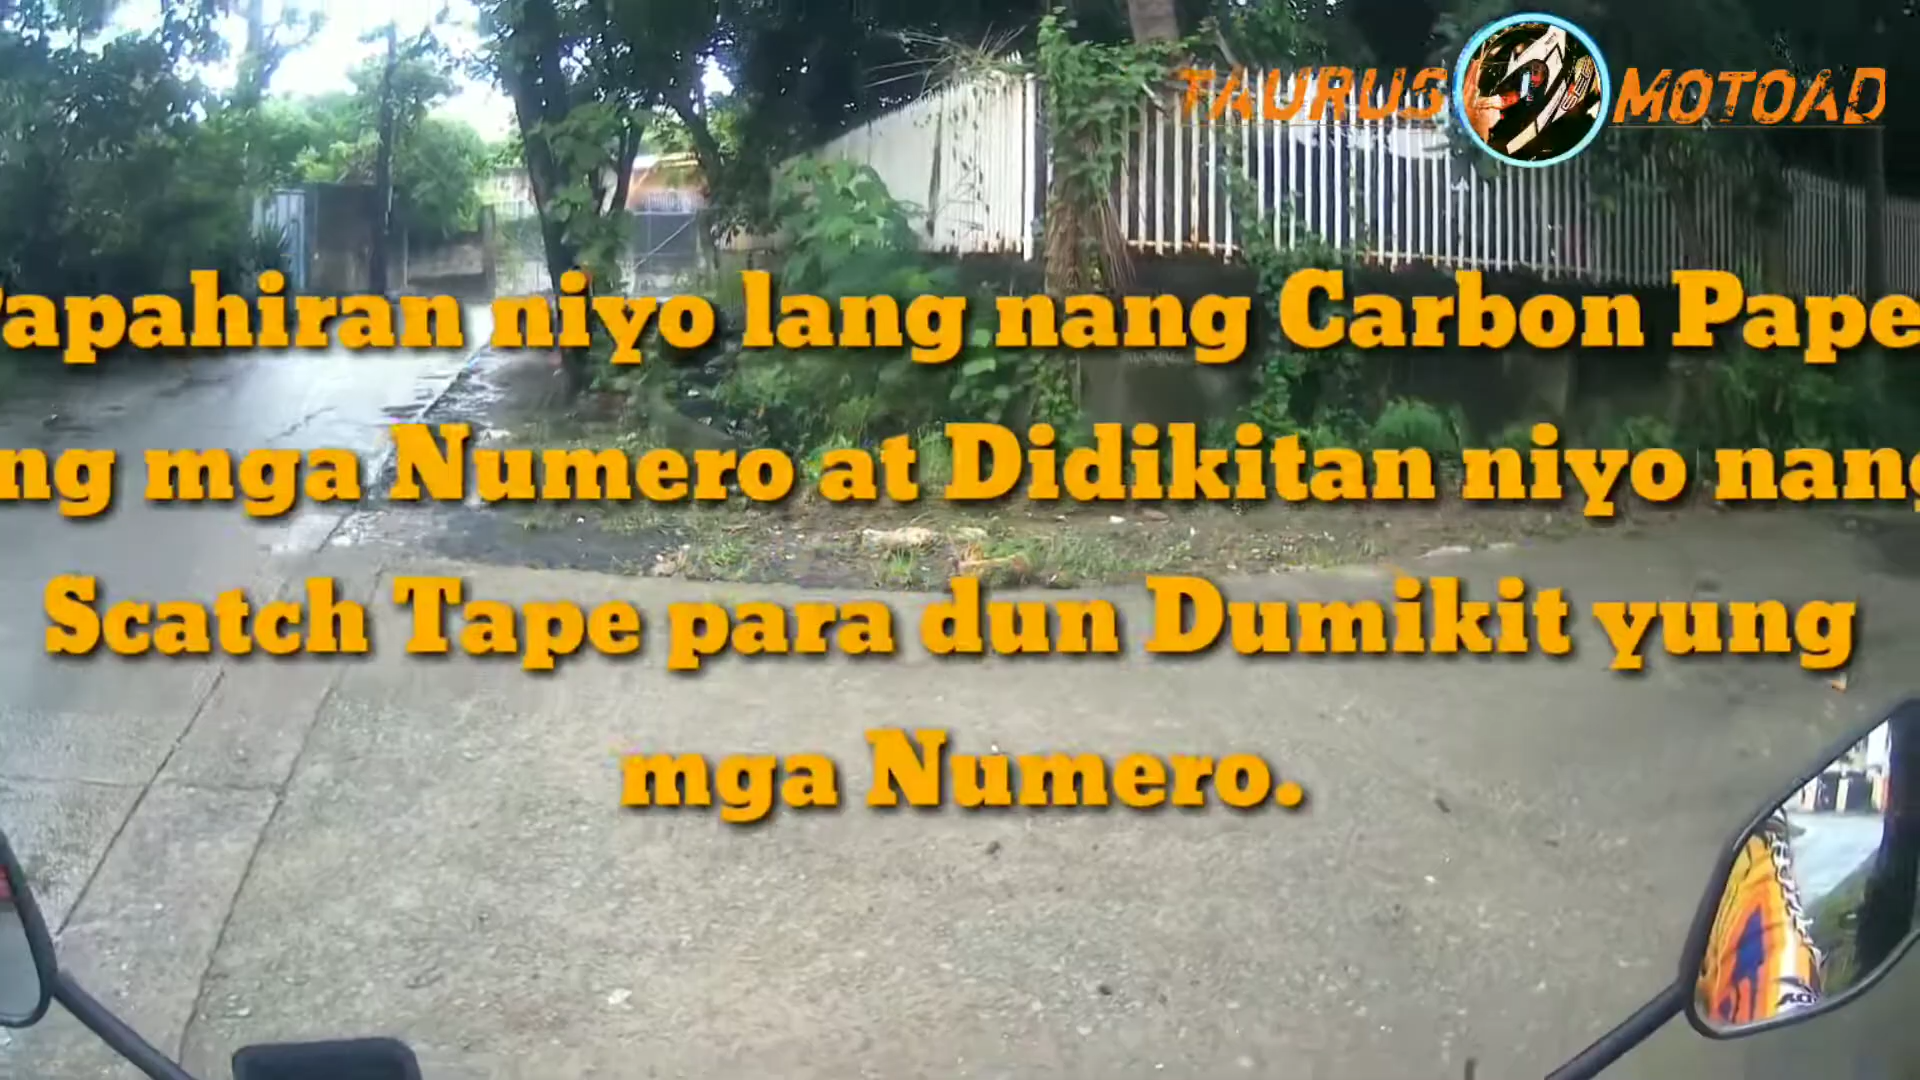 TAURUS MOTOAD
apahiran niyo lang nang Carbon Pape
ng mga Numero at Didikitan niyo nang
Scatch Tape para dun Dumikit yung
mga Numero.